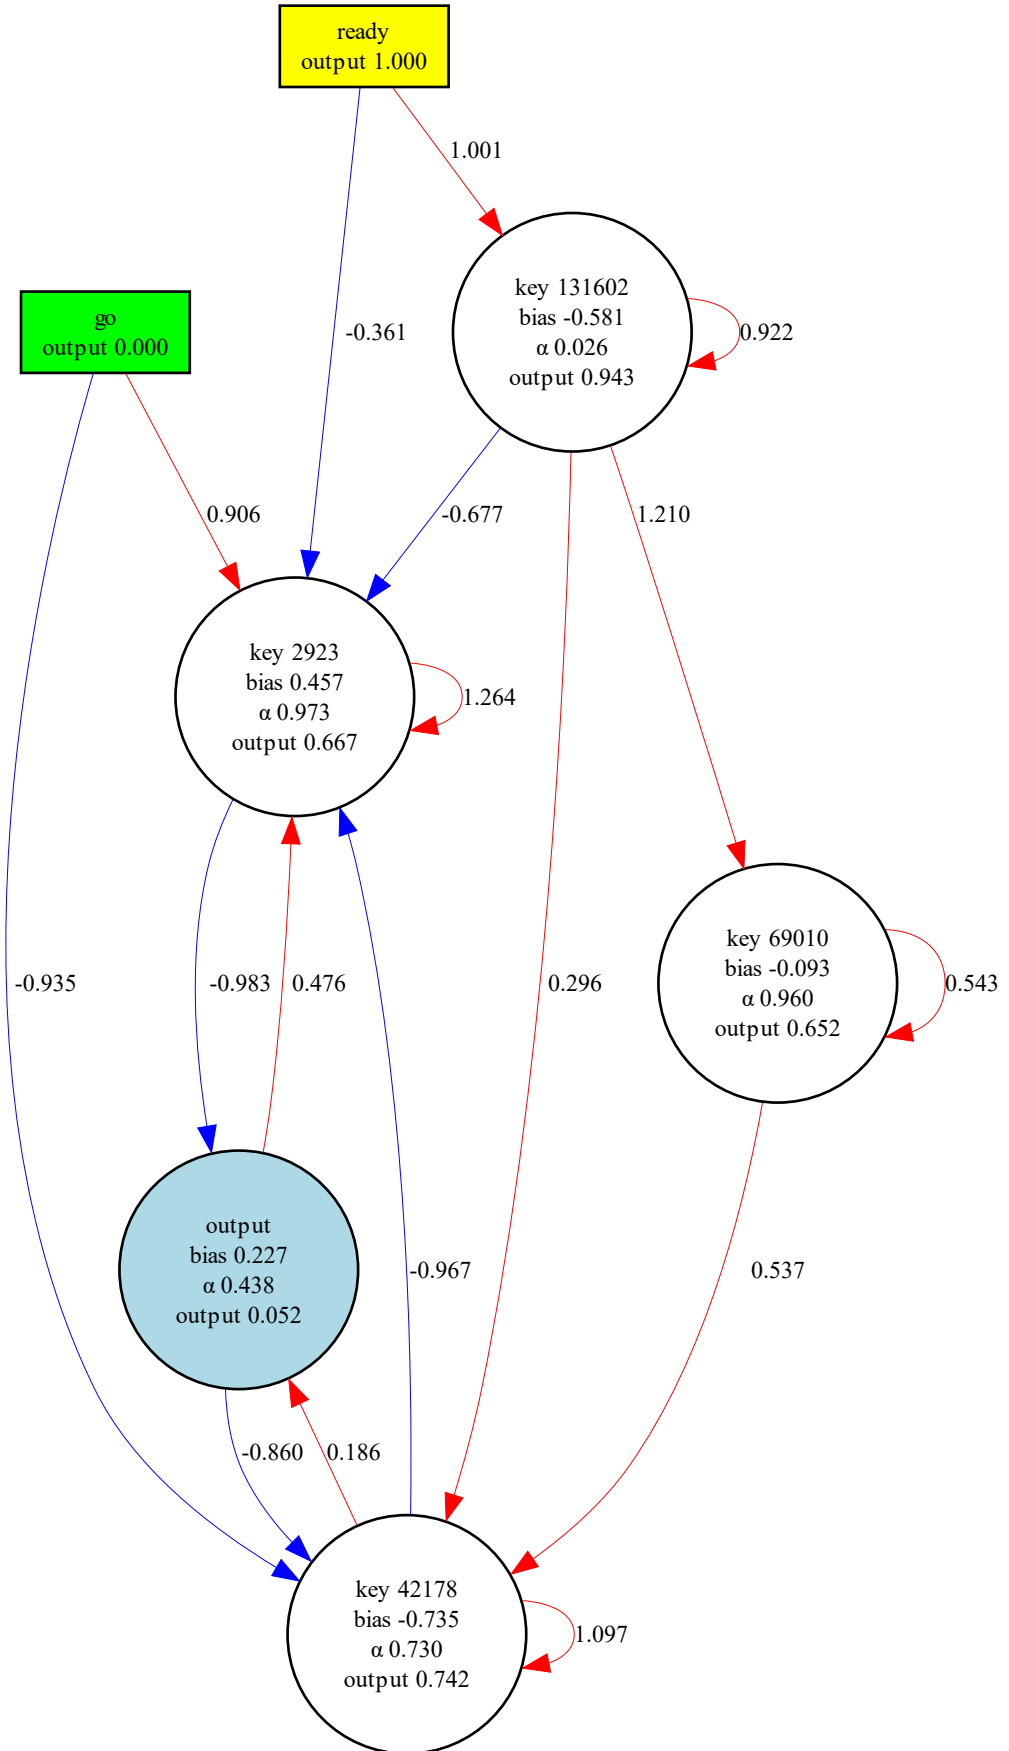 ready
output 1.000
1.001
go
output 0.000
-0.361
key 131602
bias -0.581
α 0.026
output 0.943
0.922
0.906
-0.677
1.210
key 2923
bias 0.457
α 0.973
output 0.667
1.264
-0.935
-0.983
0.476
0.296
key 69010
bias -0.093
α 0.960
output 0.652
0.543
output
bias 0.227
α 0.438
output 0.052
-0.967
0.537
-0.860
0.186
key 42178
bias -0.735
α 0.730
output 0.742
1.097